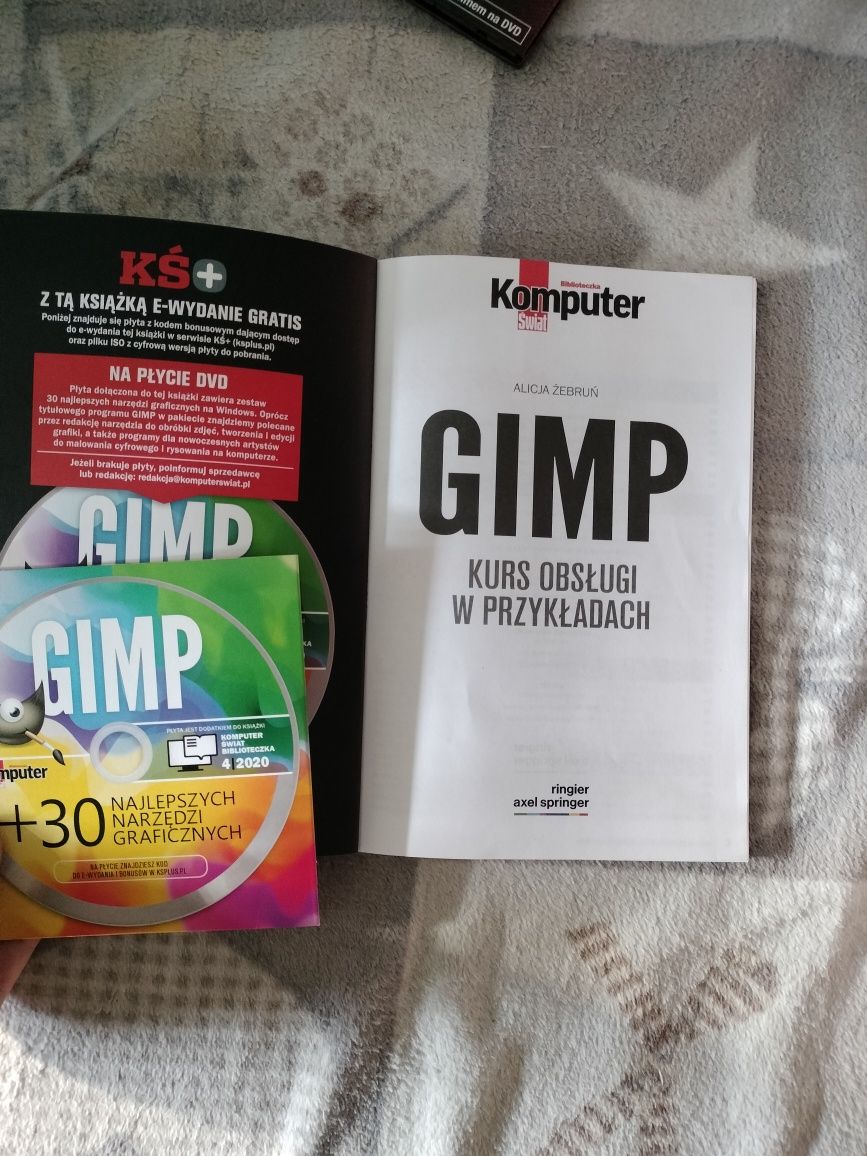 nem na DVD
KŚ+
Z TĄ KSIĄŻKĄ E-WYDANIE GRATIS
Poniżej znajduje się płyta z kodem bonusowym dającym dostęp
do e-wydania tej książki w serwisie KŚ+ (ksplus.pl)
oraz pliku ISO z cyfrową wersją płyty do pobrania.
NA PŁYCIE DVD
Płyta dołączona do tej książki zawiera zestaw
30 najlepszych narzędzi graficznych na Windows. Oprócz
tytułowego programu GIMP w pakiecie znajdziemy polecane
przez redakcję narzędzia do obróbki zdjęć, tworzenia i edycji
grafiki, a także programy dla nowoczesnych artystów
do malowania cyfrowego i rysowania na komputerze.
Jeżeli brakuje płyty, poinformuj sprzedawcę
lub redakcję: redakcja@komputerswiat.pl
GIMP
GIMP
PŁYTA JEST DODATKIEM DO KSIĄŻKI
KOMPUTER
ŚWIAT
BIBLIOTECZKA
4|2020
mputer
+30 NAJLEPSZYCH
NARZĘDZI
GRAFICZNYCH
NA PŁYCIE ZNAJDZIESZ KOD
DO E-WYDANIA I BONUSÓW W KSPLUS.PL
Biblioteczka
Komputer
Świat
ALICJA ŻEBRUŃ
GIMP
KURS OBSŁUGI
W PRZYKŁADACH
ringier
axel springer